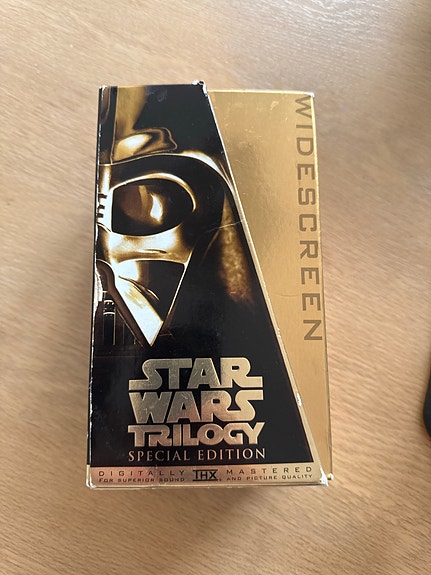 WIDESCREEN
STAR
WARS
TRILOGY
SPECIAL EDITION
DIGITALLY THX MASTERED
FOR SUPERIOR SOUND AND PICTURE QUALITY